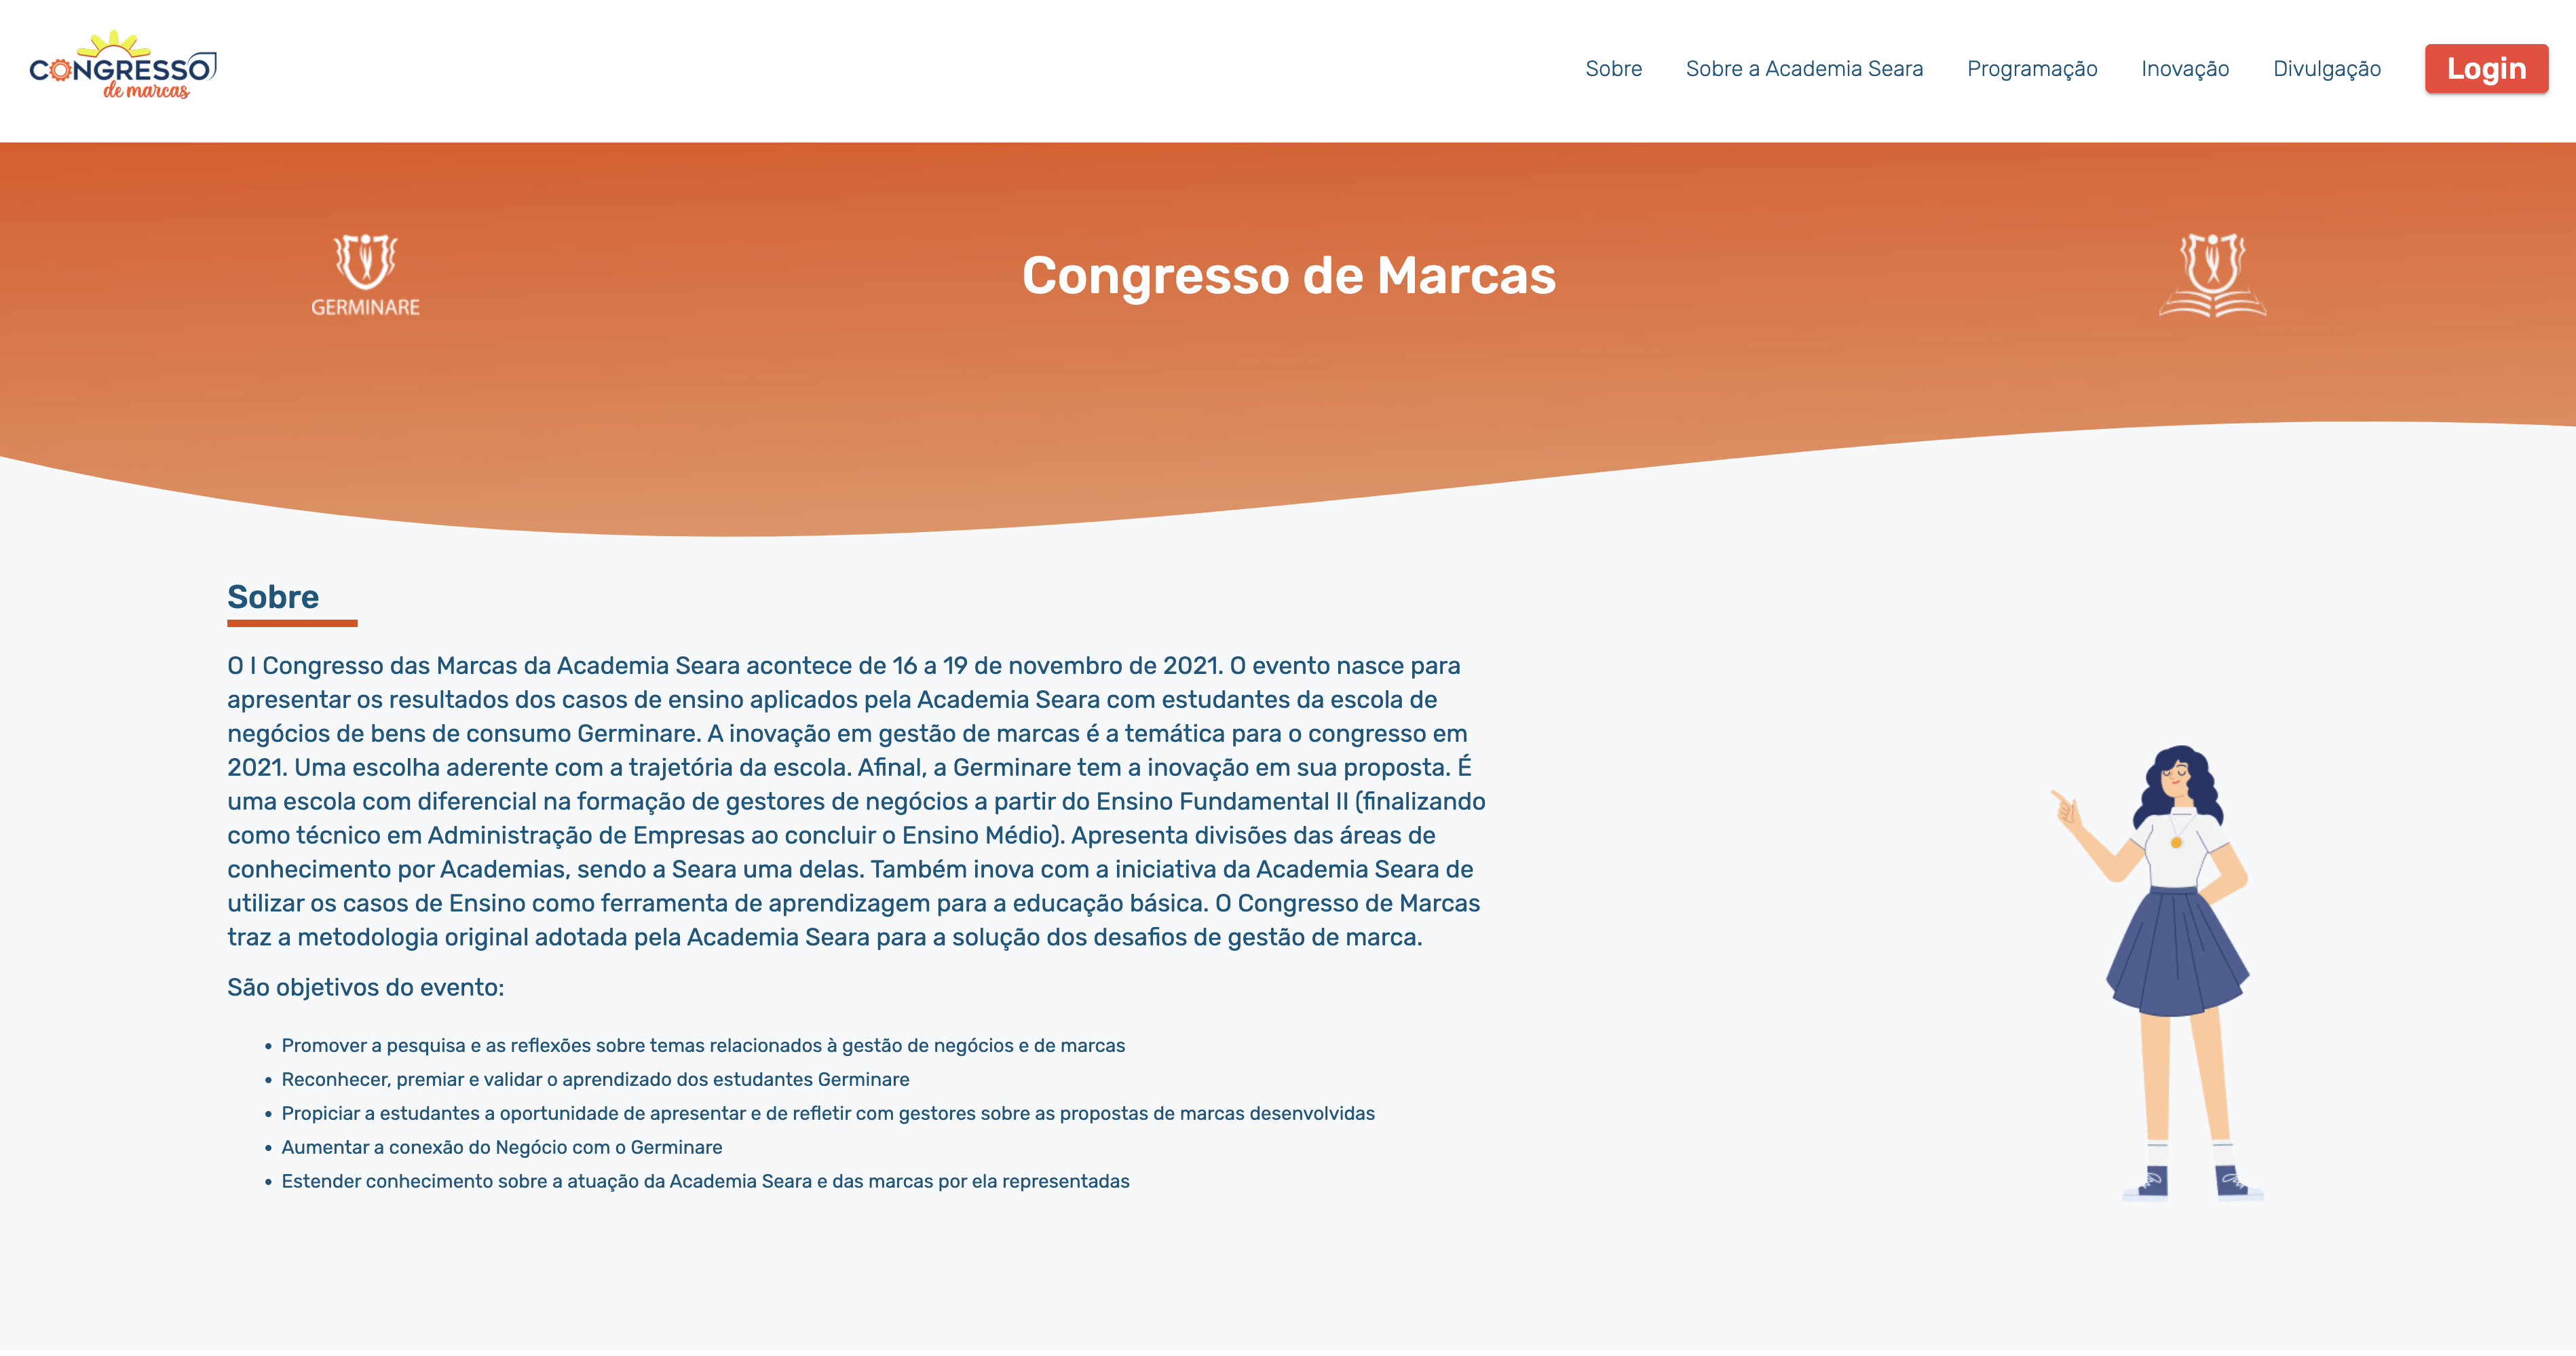 CONGRESSO
de marcas
Sobre
Sobre a Academia Seara
Programação
Inovação
Divulgação
Login
GERMINARE
Congresso de Marcas
Sobre
O I Congresso das Marcas da Academia Seara acontece de 16 a 19 de novembro de 2021. O evento nasce para
apresentar os resultados dos casos de ensino aplicados pela Academia Seara com estudantes da escola de
negócios de bens de consumo Germinare. A inovação em gestão de marcas é a temática para o congresso em
2021. Uma escolha aderente com a trajetória da escola. Afinal, a Germinare tem a inovação em sua proposta. É
uma escola com diferencial na formação de gestores de negócios a partir do Ensino Fundamental II (finalizando
como técnico em Administração de Empresas ao concluir o Ensino Médio). Apresenta divisões das áreas de
conhecimento por Academias, sendo a Seara uma delas. Também inova com a iniciativa da Academia Seara de
utilizar os casos de Ensino como ferramenta de aprendizagem para a educação básica. O Congresso de Marcas
traz a metodologia original adotada pela Academia Seara para a solução dos desafios de gestão de marca.
São objetivos do evento:
• Promover a pesquisa e as reflexões sobre temas relacionados à gestão de negócios e de marcas
• Reconhecer, premiar e validar o aprendizado dos estudantes Germinare
• Propiciar a estudantes a oportunidade de apresentar e de refletir com gestores sobre as propostas de marcas desenvolvidas
• Aumentar a conexão do Negócio com o Germinare
• Estender conhecimento sobre a atuação da Academia Seara e das marcas por ela representadas